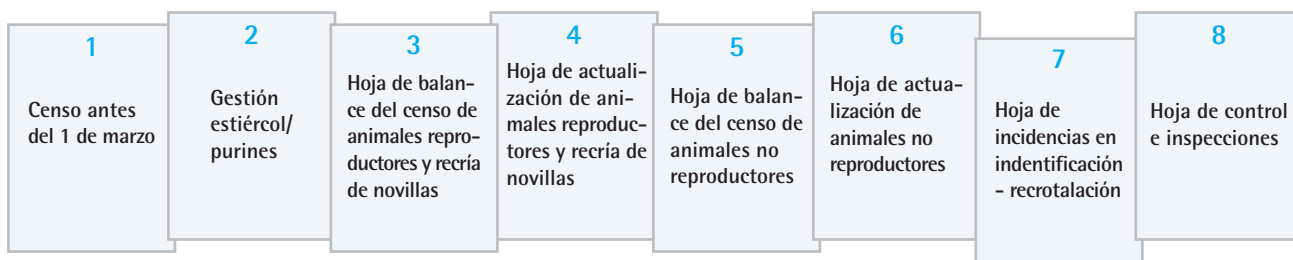 1
Censo antes
del 1 de marzo
2
Gestión
estiércol/
purines
3
Hoja de balan-
ce del censo de
animales repro-
ductores y recría
de novillas
4
Hoja de actuali-
zación de ani-
males reproduc-
tores y recría de
novillas
5
Hoja de balan-
ce del censo de
animales no
reproductores
6
Hoja de actua-
lización de
animales no
reproductores
7
Hoja de
incidencias en
indentificación
- recrotalación
8
Hoja de control
e inspecciones